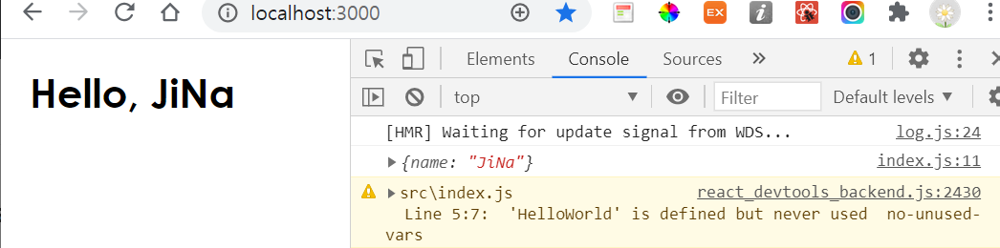 localhost:3000
EX
Hello, JiNa
Elements Console Sources » 1
top Filter Default levels
[HMR] Waiting for update signal from WDS... log.js:24
{name: "JiNa"} index.js:11
src\index.js react_devtools_backend.js:2430
Line 5:7: 'HelloWorld' is defined but never used no-unused-
vars